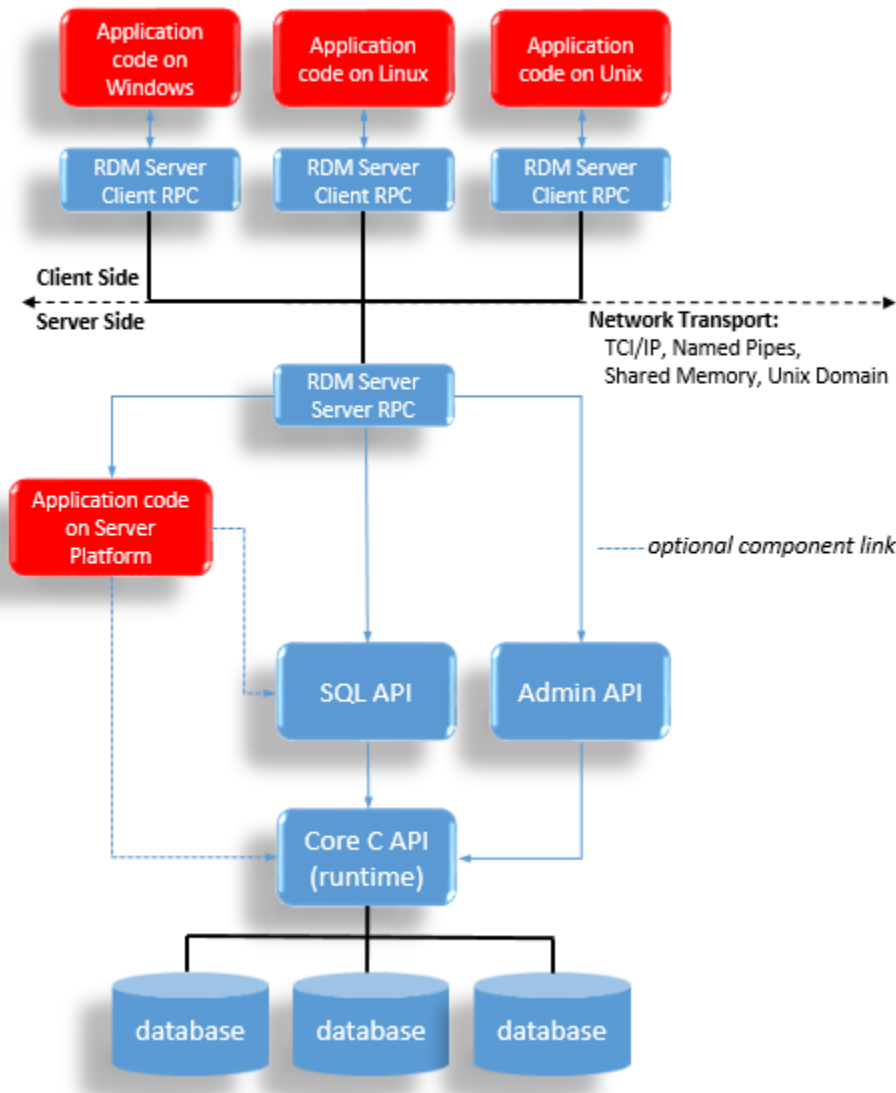 Application
code on
Windows
Application
code on Linux
Application
code on Unix
RDM Server
Client RPC
RDM Server
Client RPC
RDM Server
Client RPC
Client Side
Server Side
Network Transport:
TCI/IP, Named Pipes,
Shared Memory, Unix Domain
RDM Server
Server RPC
Application code
on Server
Platform
optional component link
SQL API
Admin API
Core C API
(runtime)
database
database
database